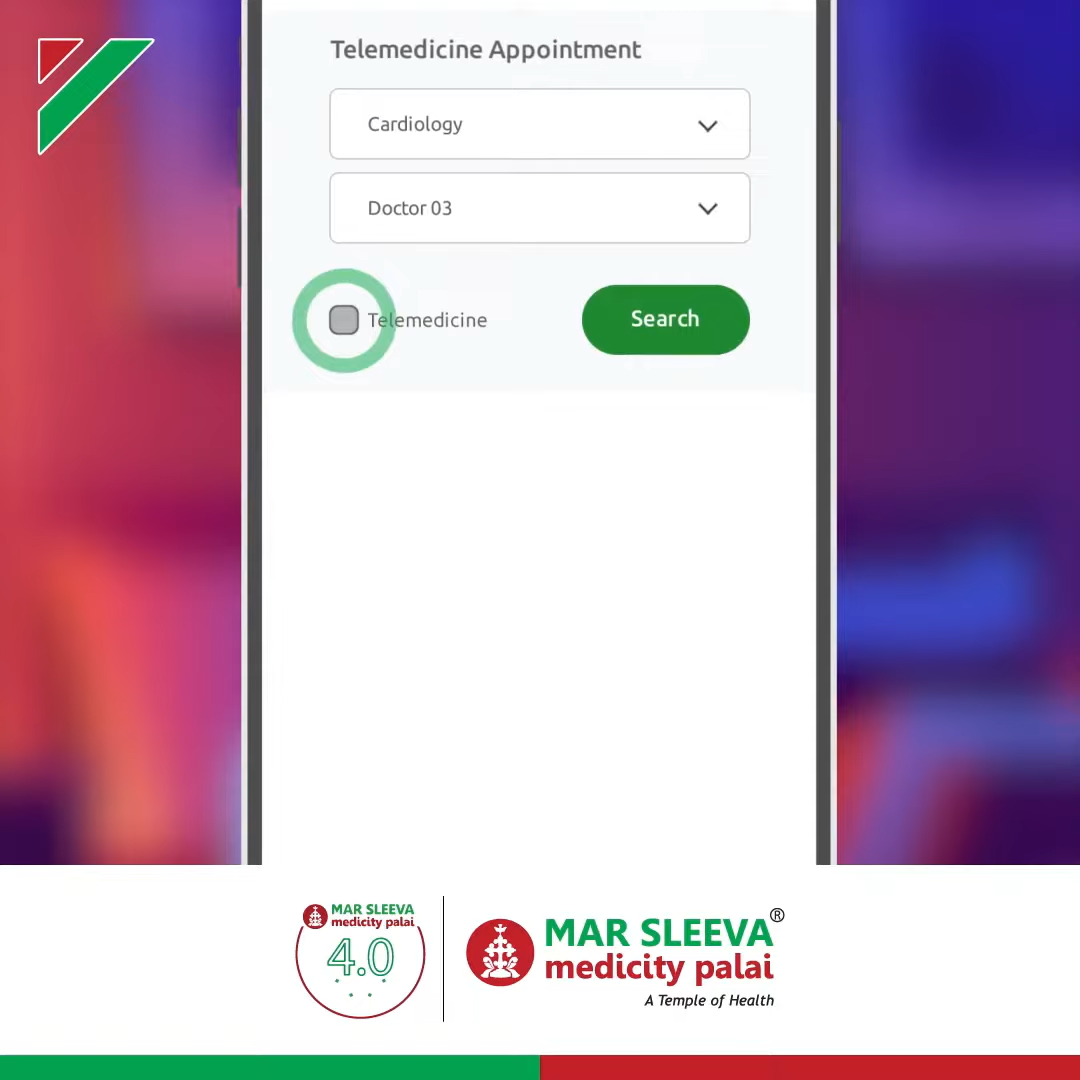 Telemedicine Appointment
Cardiology
Doctor 03
Telemedicine
Search
MAR SLEEVA
medicity palai
4.0
MAR SLEEVA®
medicity palai
A Temple of Health